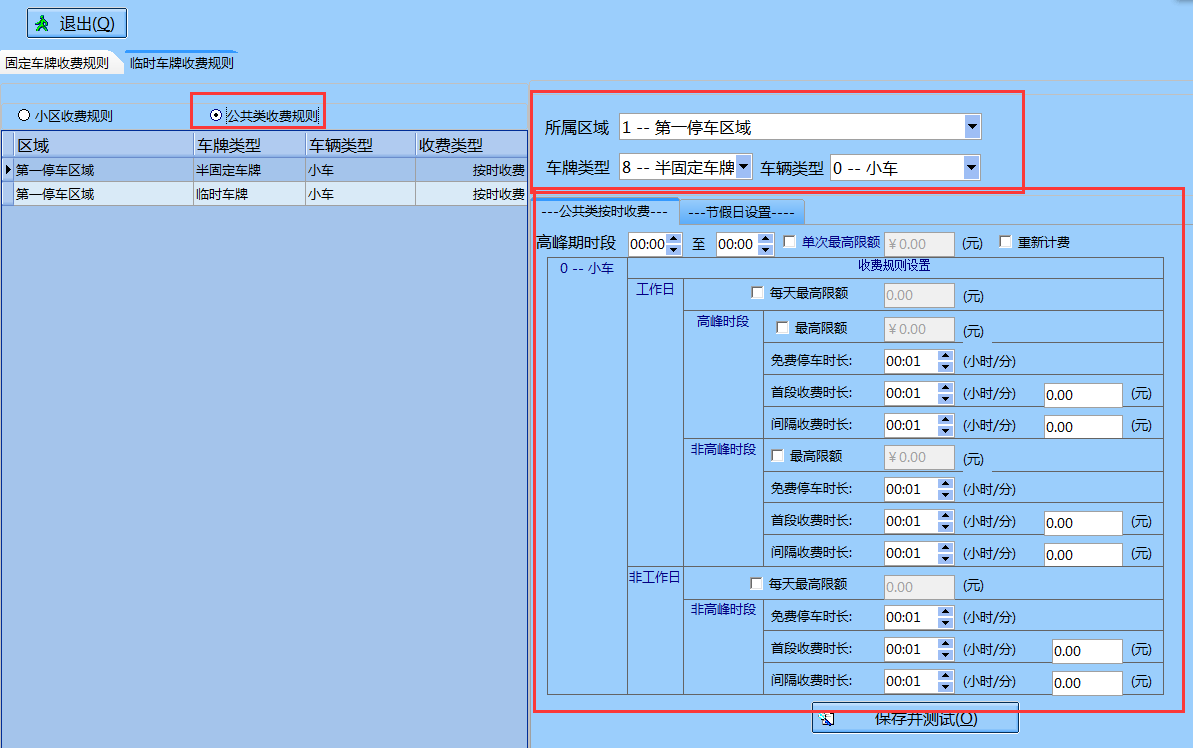 退出(Q)
固定车牌收费规则 临时车牌收费规则
小区收费规则 公共类收费规则
区域 车牌类型 车辆类型 收费类型
第一停车区域 半固定车牌 小车 按时收费
第一停车区域 临时车牌 小车 按时收费
所属区域 1 -- 第一停车区域
车牌类型 8 -- 半固定车牌 车辆类型 0 -- 小车
---公共类按时收费--- ---节假日设置----
高峰期时段 00:00 至 00:00 单次最高限额 ¥0.00 (元) 重新计费
0 -- 小车 收费规则设置
工作日 每天最高限额 0.00 (元)
高峰时段 最高限额 ¥0.00 (元)
免费停车时长: 00:01 (小时/分)
首段收费时长: 00:01 (小时/分) 0.00 (元)
间隔收费时长: 00:01 (小时/分) 0.00 (元)
非高峰时段 最高限额 ¥0.00 (元)
免费停车时长: 00:01 (小时/分)
首段收费时长: 00:01 (小时/分) 0.00 (元)
间隔收费时长: 00:01 (小时/分) 0.00 (元)
非工作日 每天最高限额 0.00 (元)
非高峰时段 免费停车时长: 00:01 (小时/分)
首段收费时长: 00:01 (小时/分) 0.00 (元)
间隔收费时长: 00:01 (小时/分) 0.00 (元)
保存并测试(O)